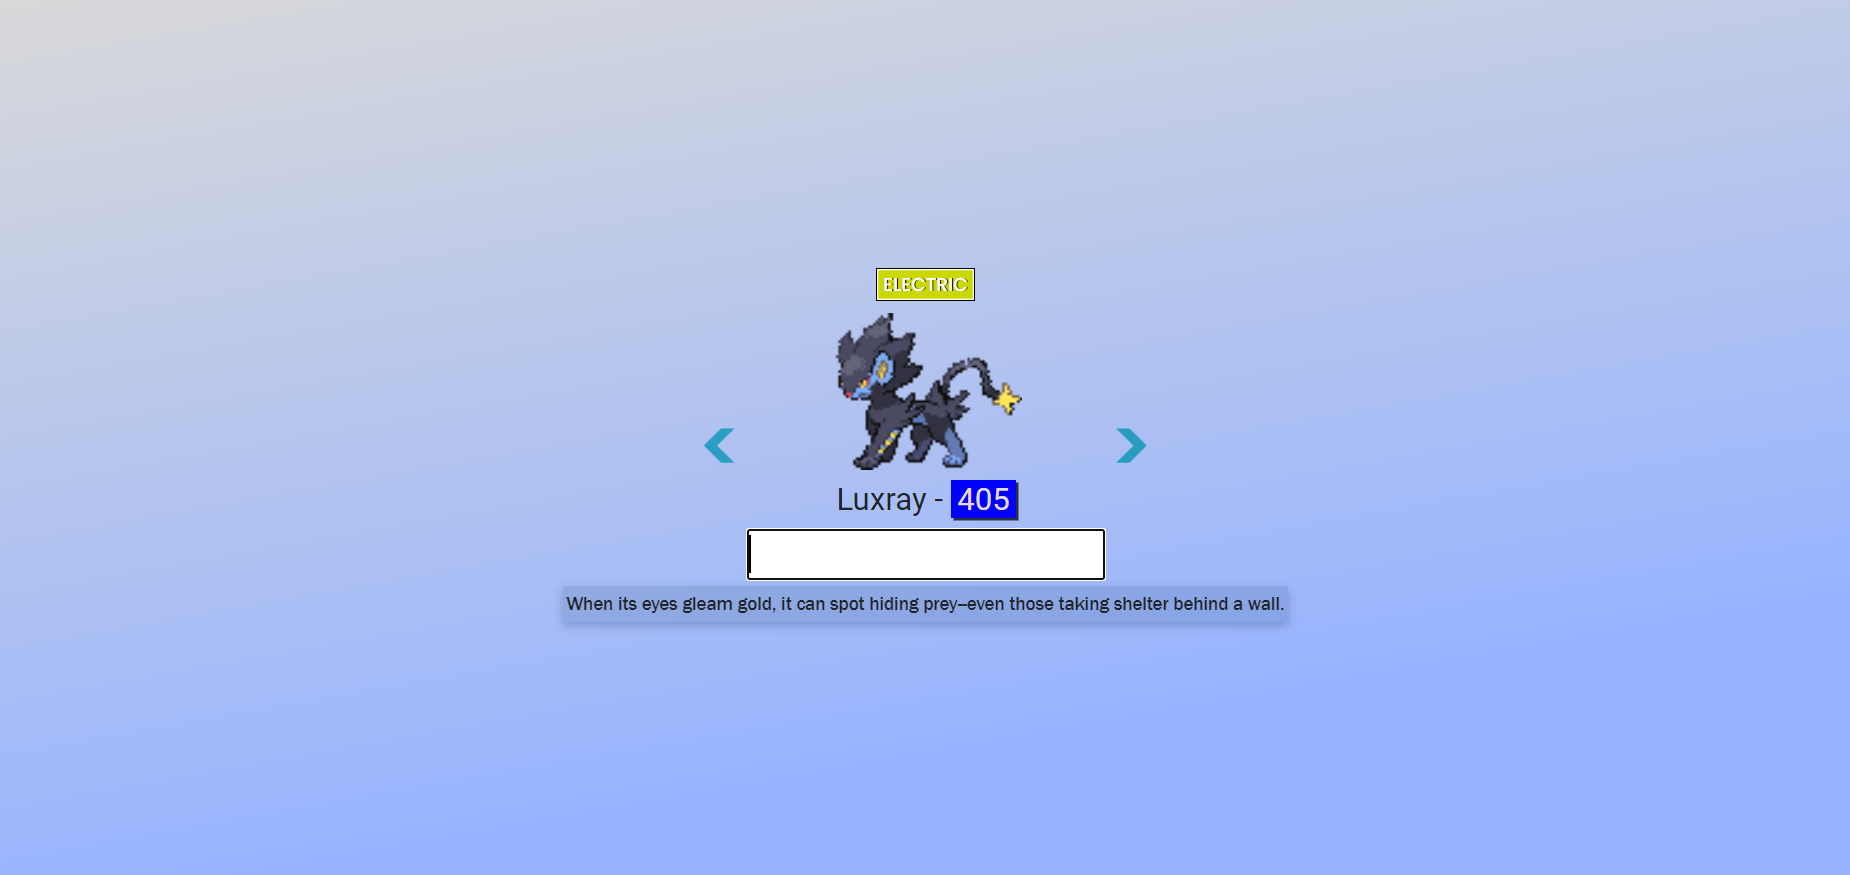 ELECTRIC
Luxray - 405
When its eyes gleam gold, it can spot hiding prey--even those taking shelter behind a wall.